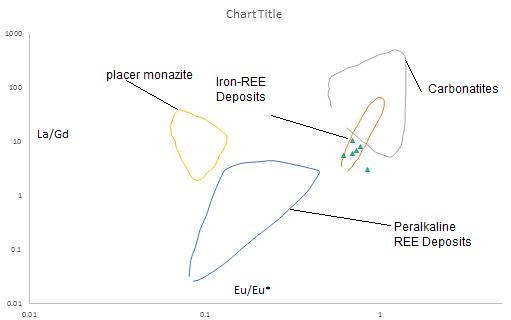 Chart Title
1000
placer monazite
Iron-REE
Deposits
100
Carbonatites
La/Gd
10
1
Peralkaline
REE Deposits
0.1
Eu/Eu*
0.01
0.01
0.1
1